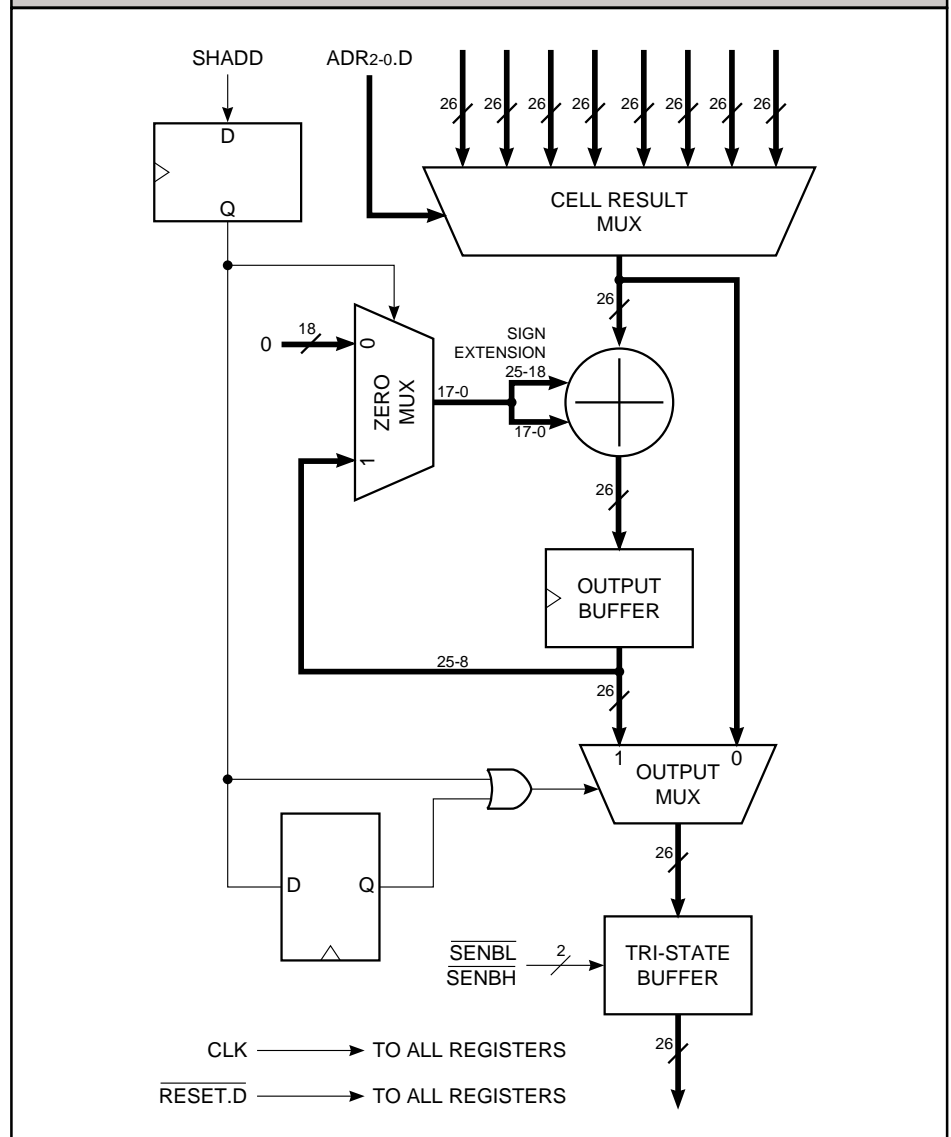 SHADD
ADR2-0.D
26 26 26 26 26 26 26 26
D
Q
CELL RESULT
MUX
26
0
18
0
1
ZERO
MUX
17-0
SIGN
EXTENSION
25-18
17-0
26
OUTPUT
BUFFER
25-8
26
1
0
OUTPUT
MUX
D
Q
26
SENBL
SENBH
2
TRI-STATE
BUFFER
26
CLK
TO ALL REGISTERS
RESET.D
TO ALL REGISTERS